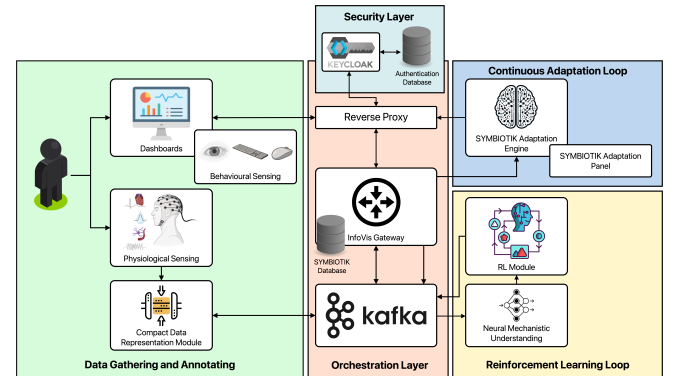 Security Layer
KEYCLOAK
Authentication
Database
Continuous Adaptation Loop
Reverse Proxy
Dashboards
SYMBIOTIK Adaptation
Engine
SYMBIOTIK Adaptation
Panel
Behavioural Sensing
InfoVis Gateway
SYMBIOTIK
Database
Physiological Sensing
RL Module
kafka
Compact Data
Representation Module
Neural Mechanistic
Understanding
Data Gathering and Annotating
Orchestration Layer
Reinforcement Learning Loop